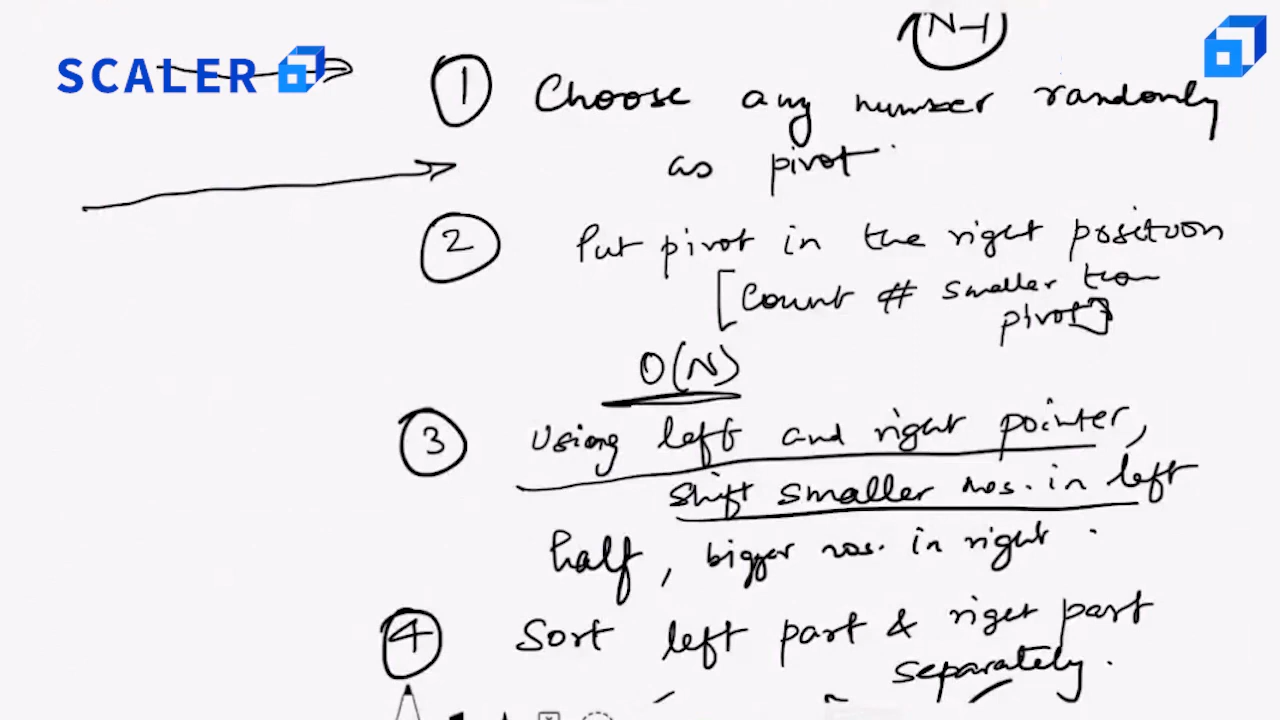 SCALER
N-1
① Choose any number randomly
as pivot
② Put pivot in the right position
[Count # smaller than
pivot]
O(N)
③ Using left and right pointer,
shift smaller nos. in left
half, bigger nos. in right.
④ Sort left part & right part
separately.